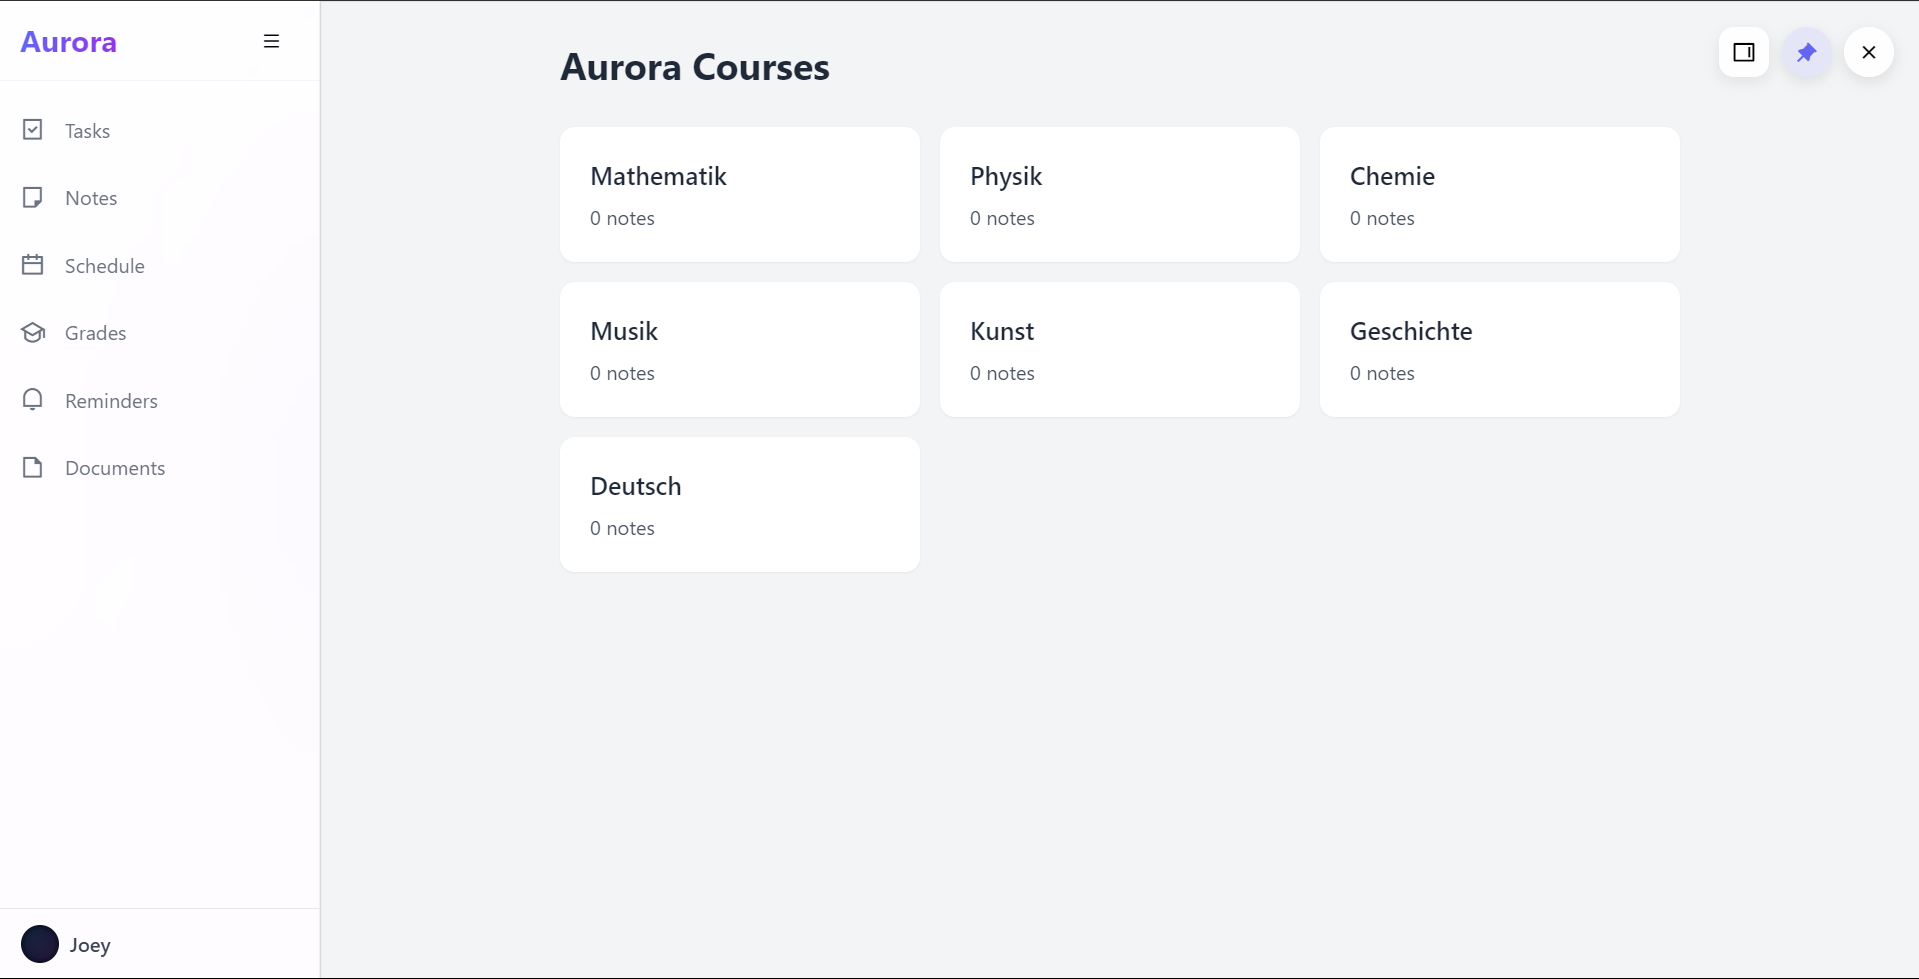 Aurora
Tasks
Notes
Schedule
Grades
Reminders
Documents
Joey
Aurora Courses
Mathematik
0 notes
Physik
0 notes
Chemie
0 notes
Musik
0 notes
Kunst
0 notes
Geschichte
0 notes
Deutsch
0 notes